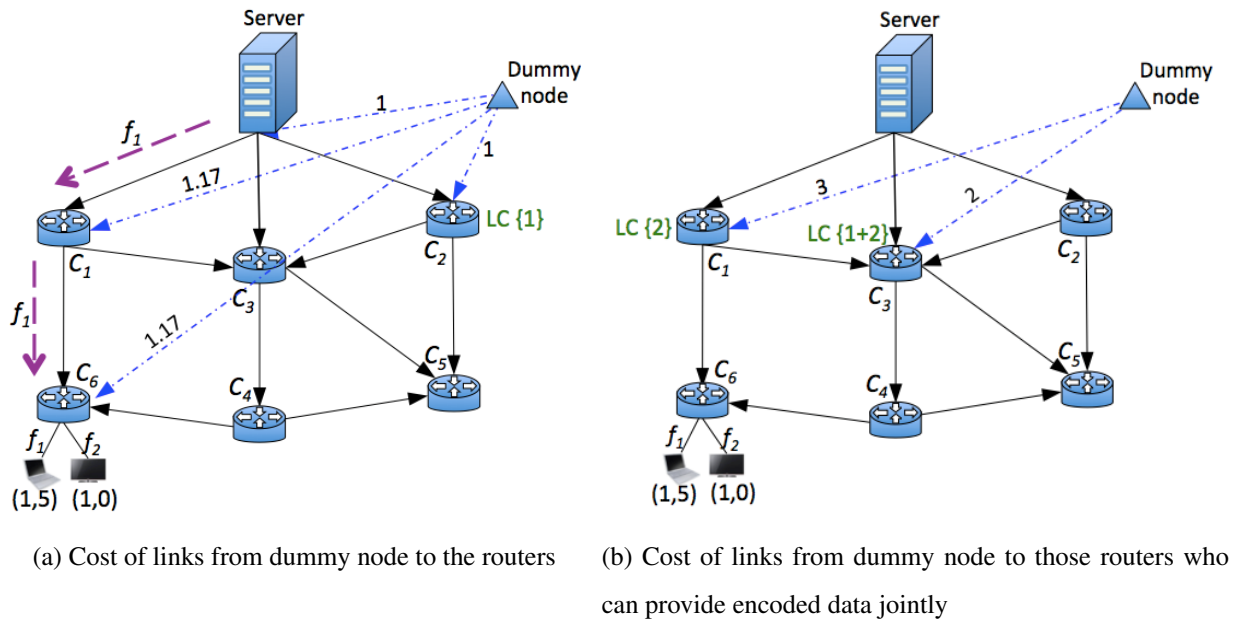 Server
Dummy
node
1
f1
1
1.17
LC {1}
C1
C2
C3
f1
1.17
C6
C5
C4
f1
f2
(1,5)
(1,0)
(a) Cost of links from dummy node to the routers
Server
Dummy
node
3
2
LC {2}
LC {1+2}
C1
C2
C3
C6
C5
C4
f1
f2
(1,5)
(1,0)
(b) Cost of links from dummy node to those routers who
can provide encoded data jointly